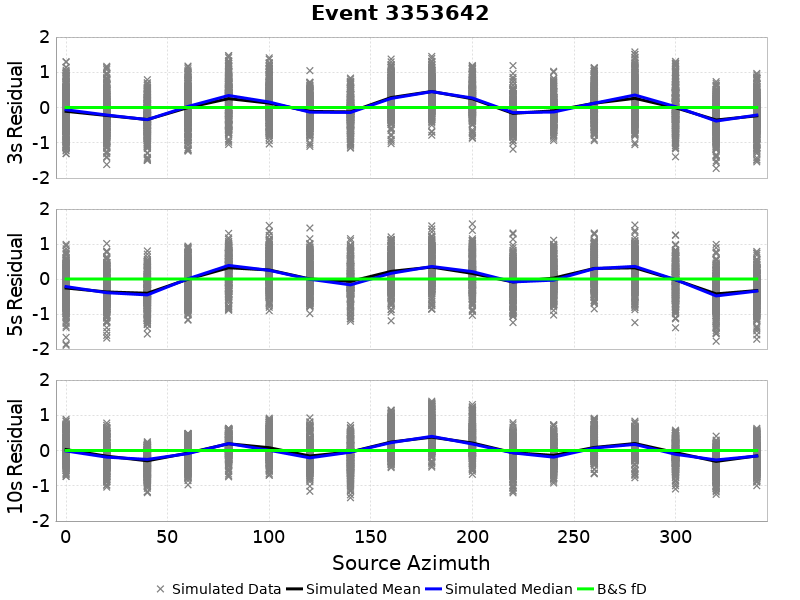 Event 3353642
3s Residual
2
1
0
-1
-2
5s Residual
2
1
0
-1
-2
10s Residual
2
1
0
-1
-2
0 50 100 150 200 250 300
Source Azimuth
Simulated Data Simulated Mean Simulated Median B&S fD